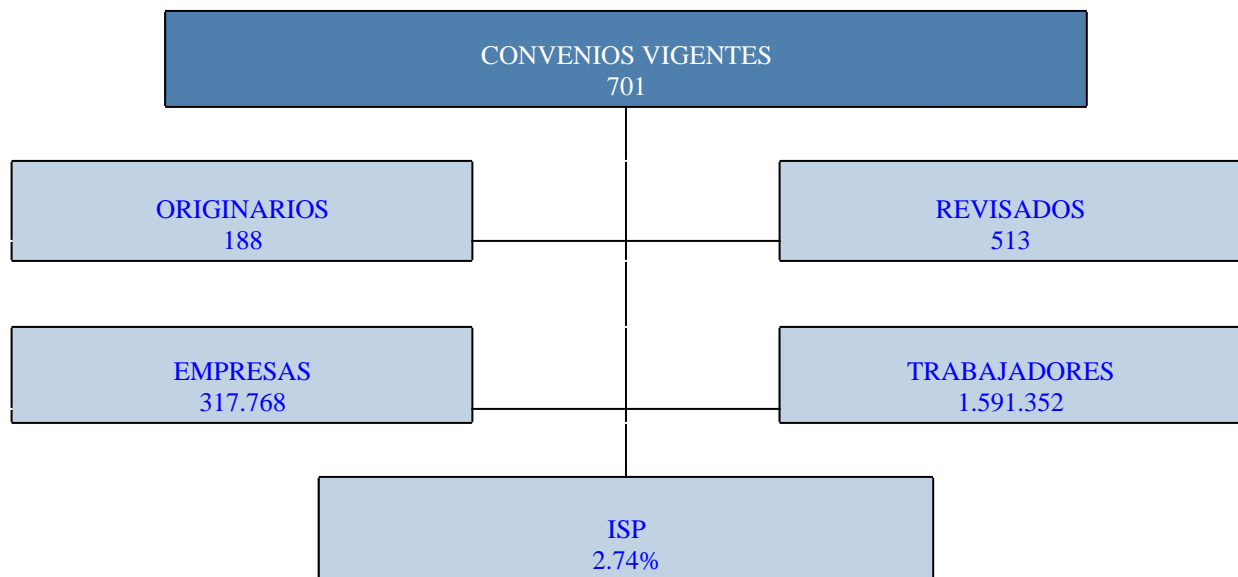 CONVENIOS VIGENTES
701
ORIGINARIOS
188
REVISADOS
513
EMPRESAS
317.768
TRABAJADORES
1.591.352
ISP
2.74%